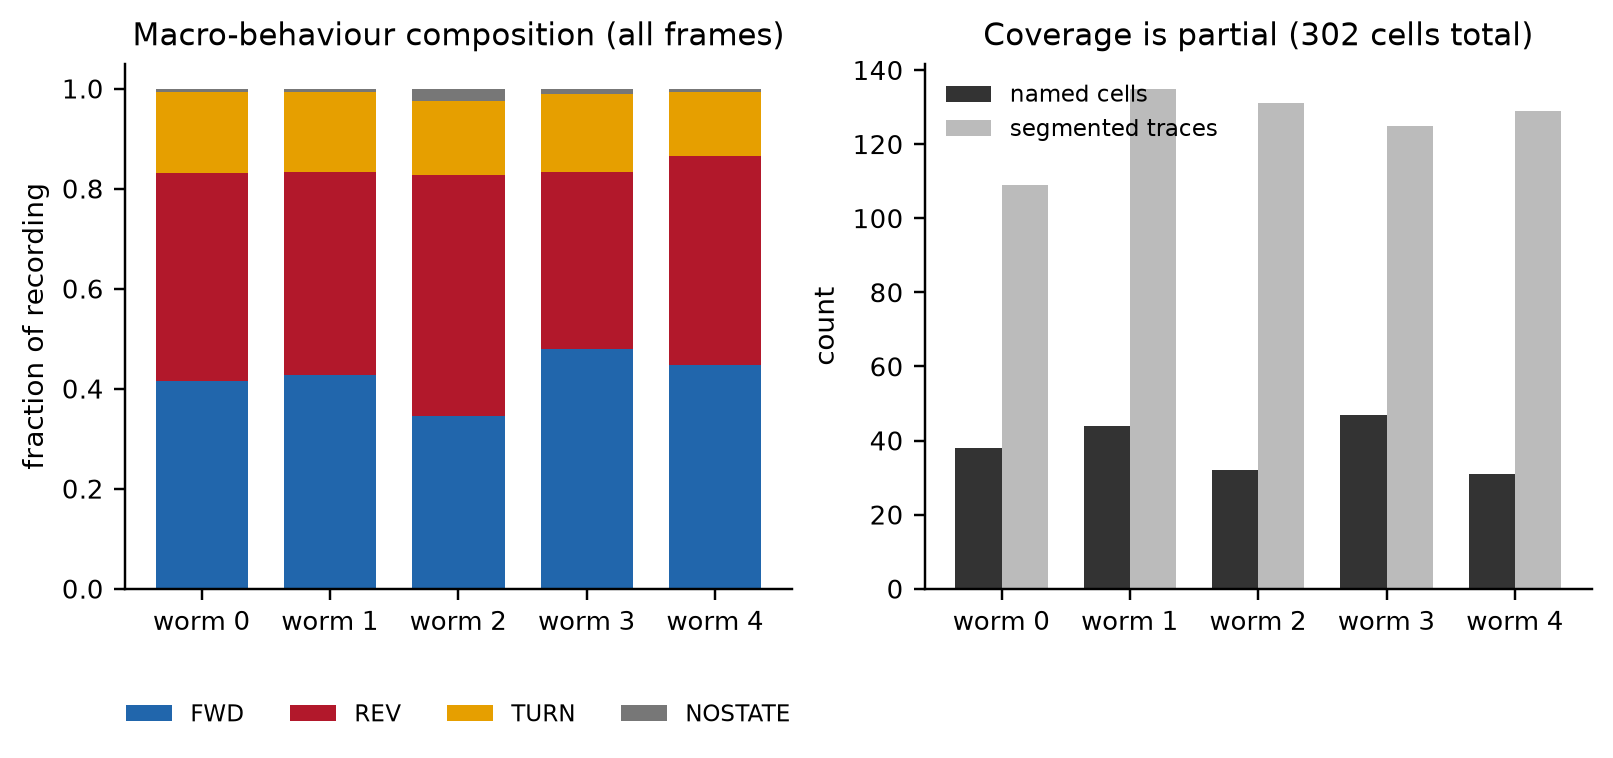 Macro-behaviour composition (all frames)
fraction of recording
1.0
0.8
0.6
0.4
0.2
0.0
worm 0 worm 1 worm 2 worm 3 worm 4
FWD REV TURN NOSTATE
Coverage is partial (302 cells total)
count
140
120
100
80
60
40
20
0
named cells
segmented traces
worm 0 worm 1 worm 2 worm 3 worm 4